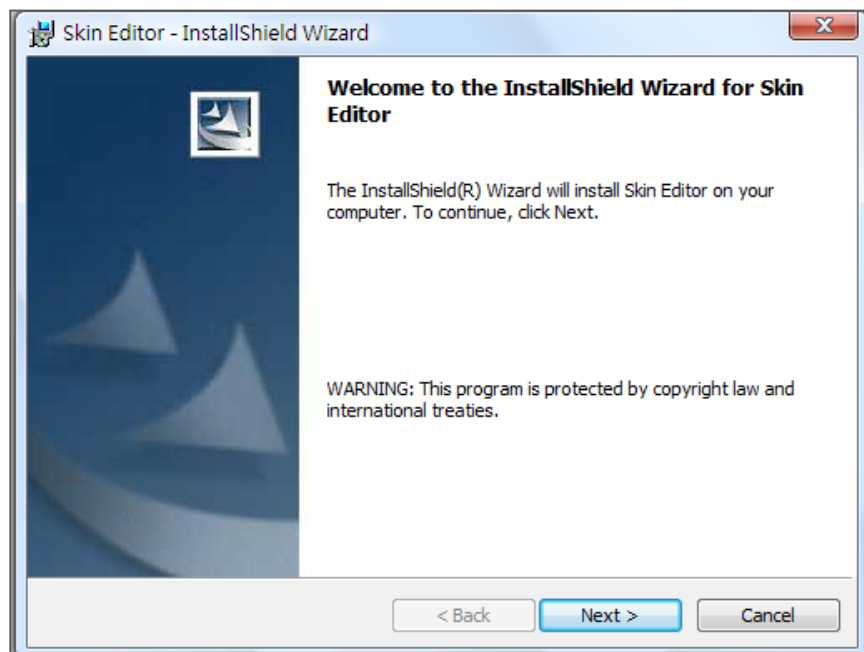 Skin Editor - InstallShield Wizard
Welcome to the InstallShield Wizard for Skin
Editor
The InstallShield(R) Wizard will install Skin Editor on your
computer. To continue, click Next.
WARNING: This program is protected by copyright law and
international treaties.
< Back
Next >
Cancel